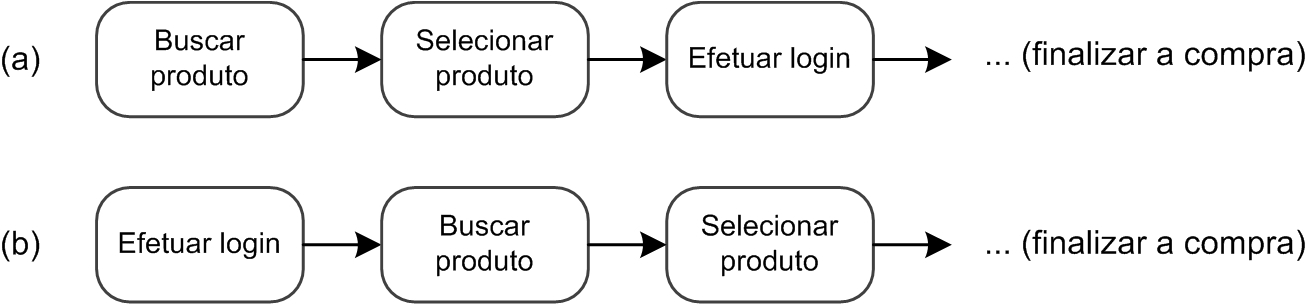 (a)
Buscar
produto
Selecionar
produto
Efetuar login
... (finalizar a compra)
(b)
Efetuar login
Buscar
produto
Selecionar
produto
... (finalizar a compra)